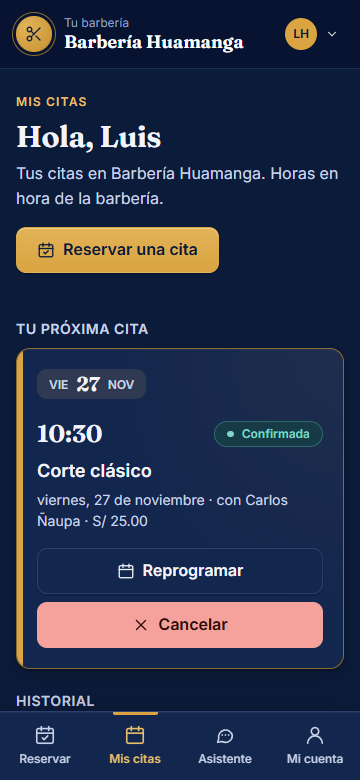 Tu barbería
Barbería Huamanga
LH
MIS CITAS
Hola, Luis
Tus citas en Barbería Huamanga. Horas en
hora de la barbería.
Reservar una cita
TU PRÓXIMA CITA
VIE 27 NOV
10:30
Confirmada
Corte clásico
viernes, 27 de noviembre · con Carlos
Ñaupa · S/ 25.00
Reprogramar
Cancelar
HISTORIAL
Reservar
Mis citas
Asistente
Mi cuenta